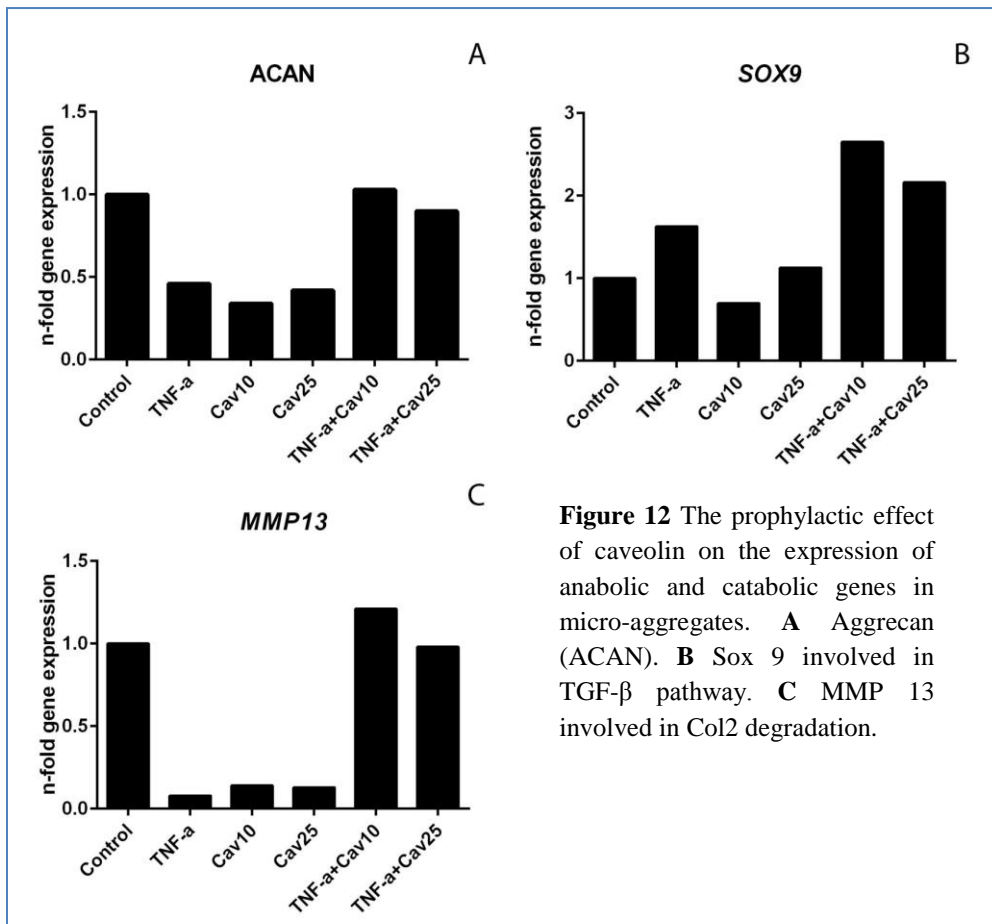 A
ACAN
n-fold gene expression
1.5
1.0
0.5
0.0
Control
TNF-a
Cav10
Cav25
TNF-a+Cav10
TNF-a+Cav25
B
SOX9
n-fold gene expression
3
2
1
0
Control
TNF-a
Cav10
Cav25
TNF-a+Cav10
TNF-a+Cav25
C
MMP13
n-fold gene expression
1.5
1.0
0.5
0.0
Control
TNF-a
Cav10
Cav25
TNF-a+Cav10
TNF-a+Cav25
Figure 12 The prophylactic effect
of caveolin on the expression of
anabolic and catabolic genes in
micro-aggregates. A Aggrecan
(ACAN). B Sox 9 involved in
TGF-β pathway. C MMP 13
involved in Col2 degradation.